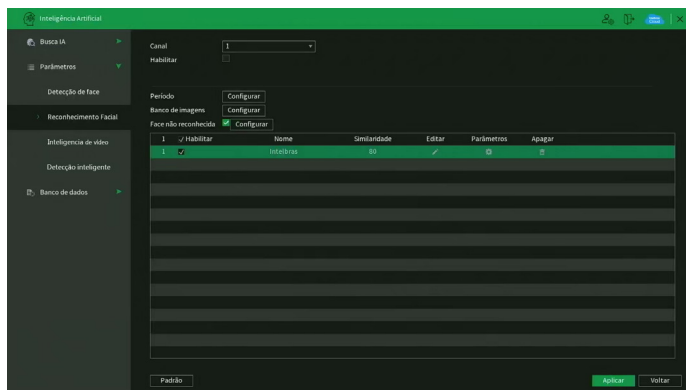 Inteligência Artificial
Busca IA
Parâmetros
Detecção de face
Reconhecimento Facial
Inteligencia de vídeo
Detecção inteligente
Banco de dados
Canal 1
Habilitar
Período Configurar
Banco de imagens Configurar
Face não reconhecida Configurar
1 Habilitar Nome Similaridade Editar Parâmetros Apagar
1 Intelbras 80
Padrão Aplicar Voltar